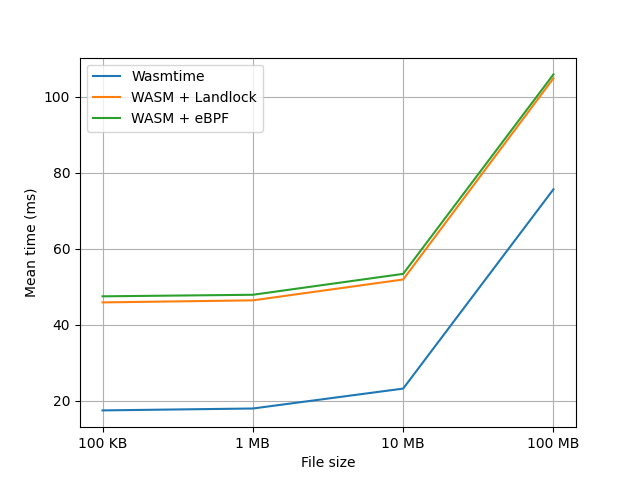 Wasmtime
WASM + Landlock
WASM + eBPF
Mean time (ms)
100
80
60
40
20
100 KB
1 MB
10 MB
100 MB
File size